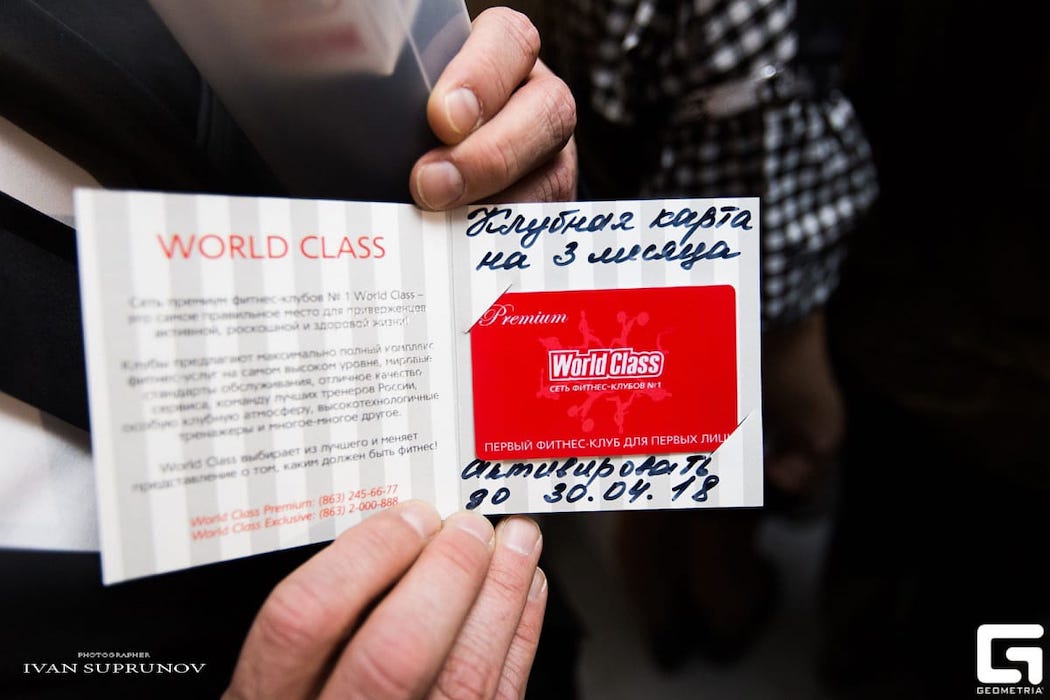 WORLD CLASS
Сеть премиум фитнес-клубов № 1 World Class –
это самое правильное место для приверженцев
активной, роскошной и здоровой жизни!
Клубы предлагают максимально полный комплекс
фитнес-услуг на самом высоком уровне, мировые
стандарты обслуживания, отличное качество
сервиса, команду лучших тренеров России,
особую клубную атмосферу, высокотехнологичные
тренажеры и многое-многое другое.
World Class выбирает из лучшего и меняет
представление о том, каким должен быть фитнес!
World Class Premium: (863) 245-66-77
World Class Exclusive: (863) 2-000-888
Клубная карта
на 3 месяца
Premium
World Class
СЕТЬ ФИТНЕС-КЛУБОВ №1
ПЕРВЫЙ ФИТНЕС-КЛУБ ДЛЯ ПЕРВЫХ ЛИЦ
активировать
до 30.04.18
PHOTOGRAPHER
IVAN SUPRUNOV
G
GEOMETRIA